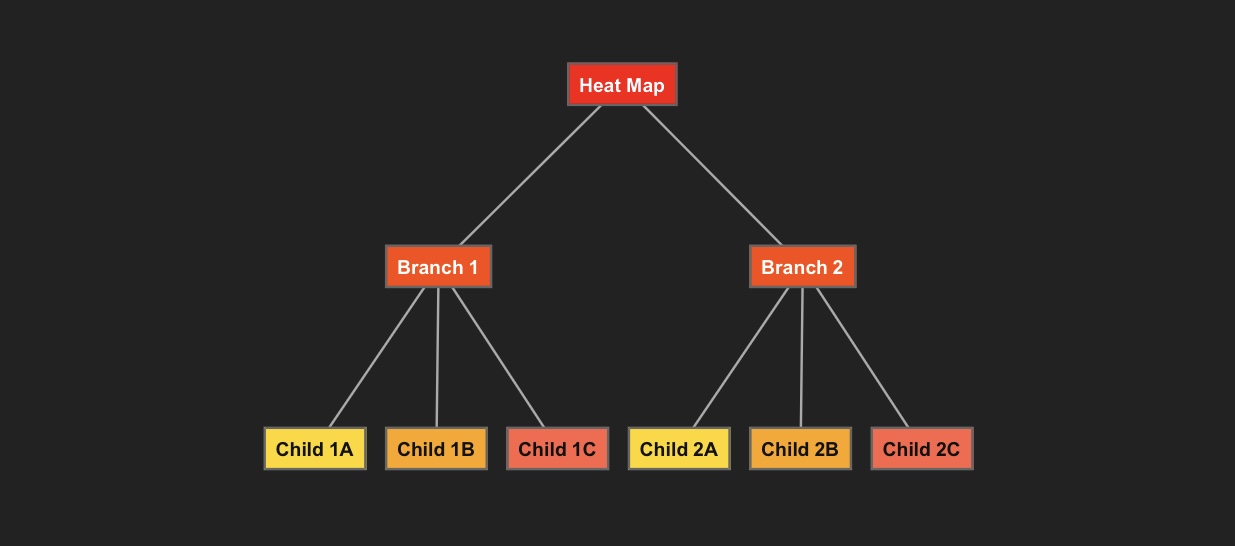 Heat Map
Branch 1
Branch 2
Child 1A
Child 1B
Child 1C
Child 2A
Child 2B
Child 2C